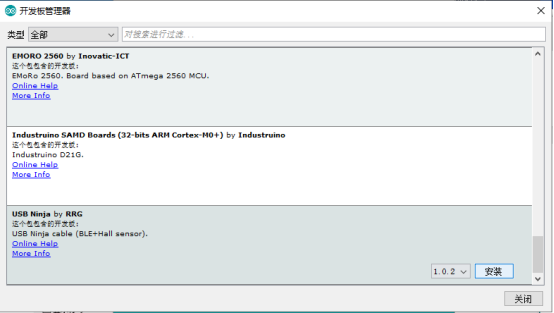 开发板管理器
类型 全部 对搜索进行过滤...
EMORO 2560 by Inovatic-ICT
这个包包含的开发板:
EMoRo 2560. Board based on ATmega 2560 MCU.
Online Help
More Info
Industruino SAMD Boards (32-bits ARM Cortex-M0+) by Industruino
这个包包含的开发板:
Industruino D21G.
Online Help
More Info
USB Ninja by RRG
这个包包含的开发板:
USB Ninja cable (BLE+Hall sensor).
Online Help
More Info
1.0.2 安装
关闭